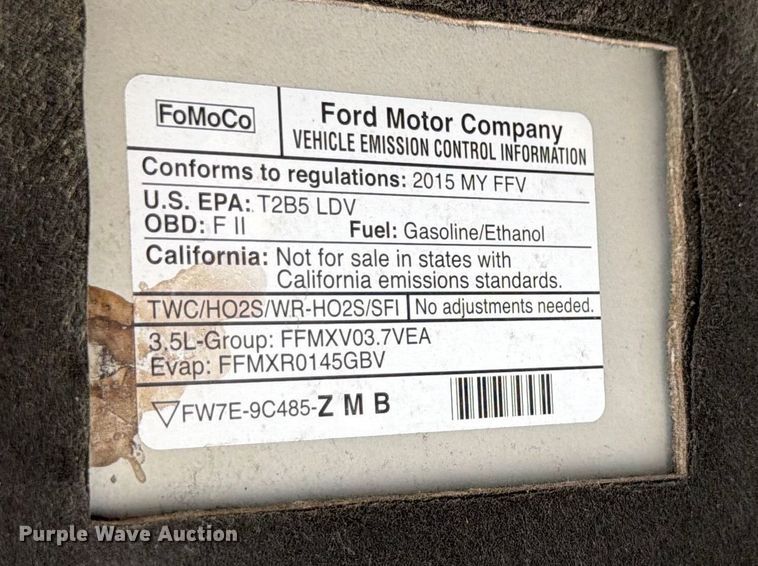 FoMoCo
Ford Motor Company
VEHICLE EMISSION CONTROL INFORMATION
Conforms to regulations: 2015 MY FFV
U.S. EPA: T2B5 LDV
OBD: F II Fuel: Gasoline/Ethanol
California: Not for sale in states with
California emissions standards.
TWC/HO2S/WR-HO2S/SFI No adjustments needed.
3.5L-Group: FFMXV03.7VEA
Evap: FFMXR0145GBV
FW7E-9C485-Z M B
Purple Wave Auction